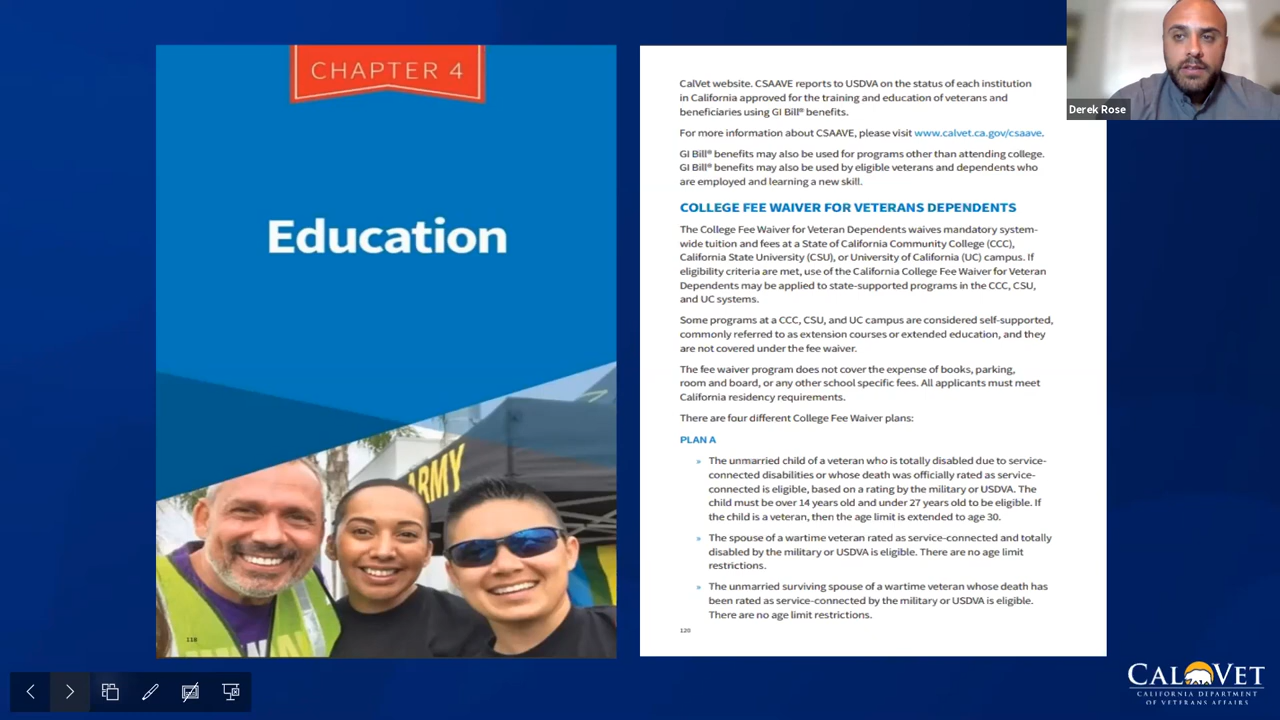 CHAPTER 4
Education
ARMY
118
CalVet website. CSAAVE reports to USDVA on the status of each institution
in California approved for the training and education of veterans and
beneficiaries using GI Bill® benefits.
For more information about CSAAVE, please visit www.calvet.ca.gov/csaave.
GI Bill® benefits may also be used for programs other than attending college.
GI Bill® benefits may also be used by eligible veterans and dependents who
are employed and learning a new skill.
COLLEGE FEE WAIVER FOR VETERANS DEPENDENTS
The College Fee Waiver for Veteran Dependents waives mandatory system-
wide tuition and fees at a State of California Community College (CCC),
California State University (CSU), or University of California (UC) campus. If
eligibility criteria are met, use of the California College Fee Waiver for Veteran
Dependents may be applied to state-supported programs in the CCC, CSU,
and UC systems.
Some programs at a CCC, CSU, and UC campus are considered self-supported,
commonly referred to as extension courses or extended education, and they
are not covered under the fee waiver.
The fee waiver program does not cover the expense of books, parking,
room and board, or any other school specific fees. All applicants must meet
California residency requirements.
There are four different College Fee Waiver plans:
PLAN A
» The unmarried child of a veteran who is totally disabled due to service-
connected disabilities or whose death was officially rated as service-
connected is eligible, based on a rating by the military or USDVA. The
child must be over 14 years old and under 27 years old to be eligible. If
the child is a veteran, then the age limit is extended to age 30.
» The spouse of a wartime veteran rated as service-connected and totally
disabled by the military or USDVA is eligible. There are no age limit
restrictions.
» The unmarried surviving spouse of a wartime veteran whose death has
been rated as service-connected by the military or USDVA is eligible.
There are no age limit restrictions.
120
Derek Rose
CALVET
CALIFORNIA DEPARTMENT
OF VETERANS AFFAIRS